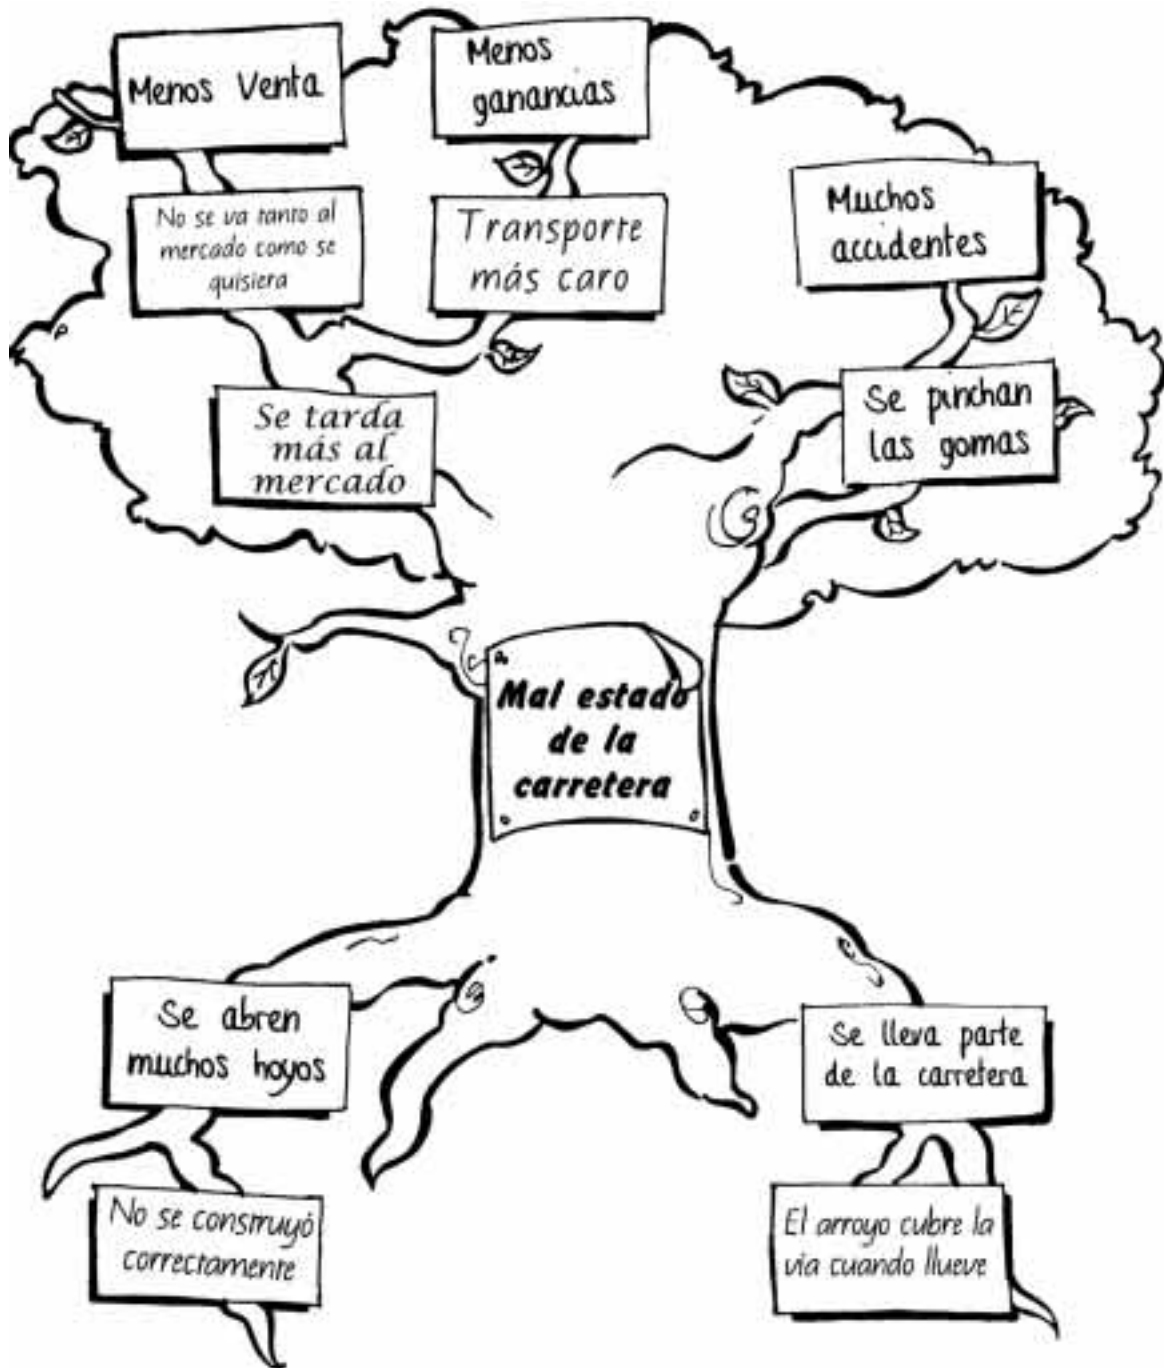 Menos Venta
Menos
ganancias
No se va tanto al
mercado como se
quisiera
Transporte
más caro
Muchos
accidentes
Se tarda
más al
mercado
Se pinchan
las gomas
Mal estado
de la
carretera
Se abren
muchos hoyos
Se lleva parte
de la carretera
No se construyó
correctamente
El arroyo cubre la
vía cuando llueve